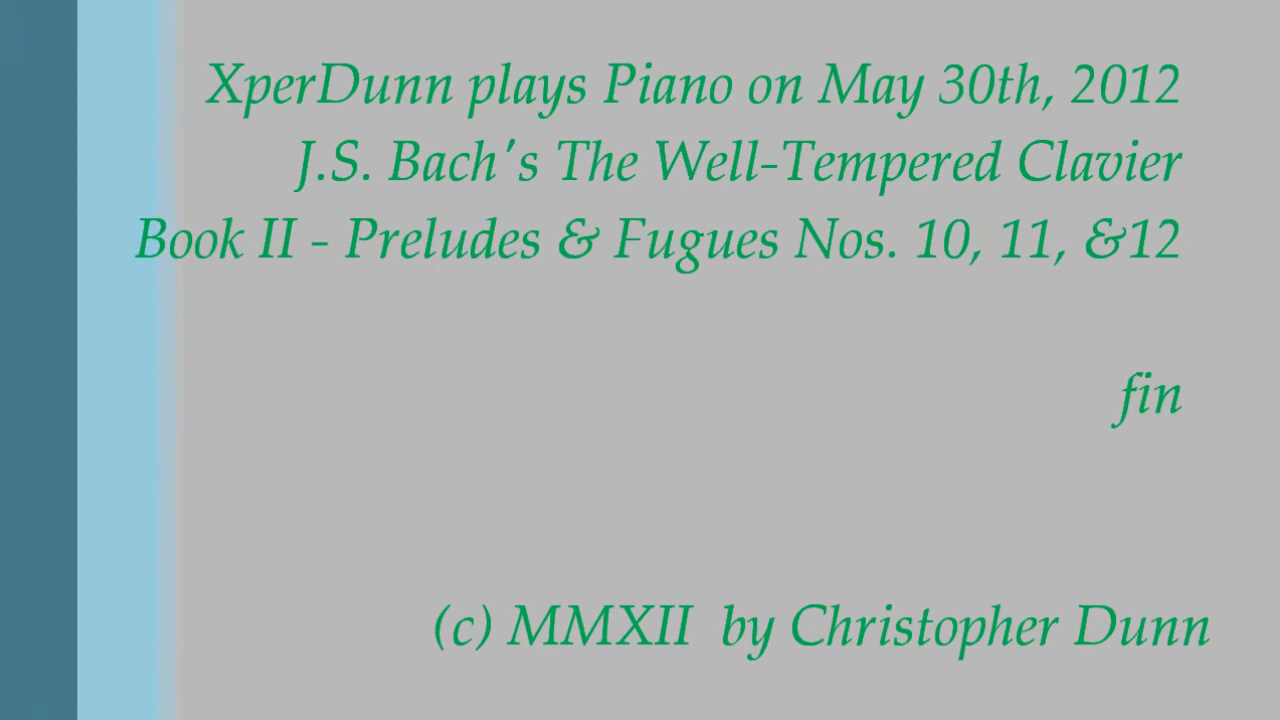 XperDunn plays Piano on May 30th, 2012
J.S. Bach's The Well-Tempered Clavier
Book II - Preludes & Fugues Nos. 10, 11, &12
fin
(c) MMXII  by Christopher Dunn